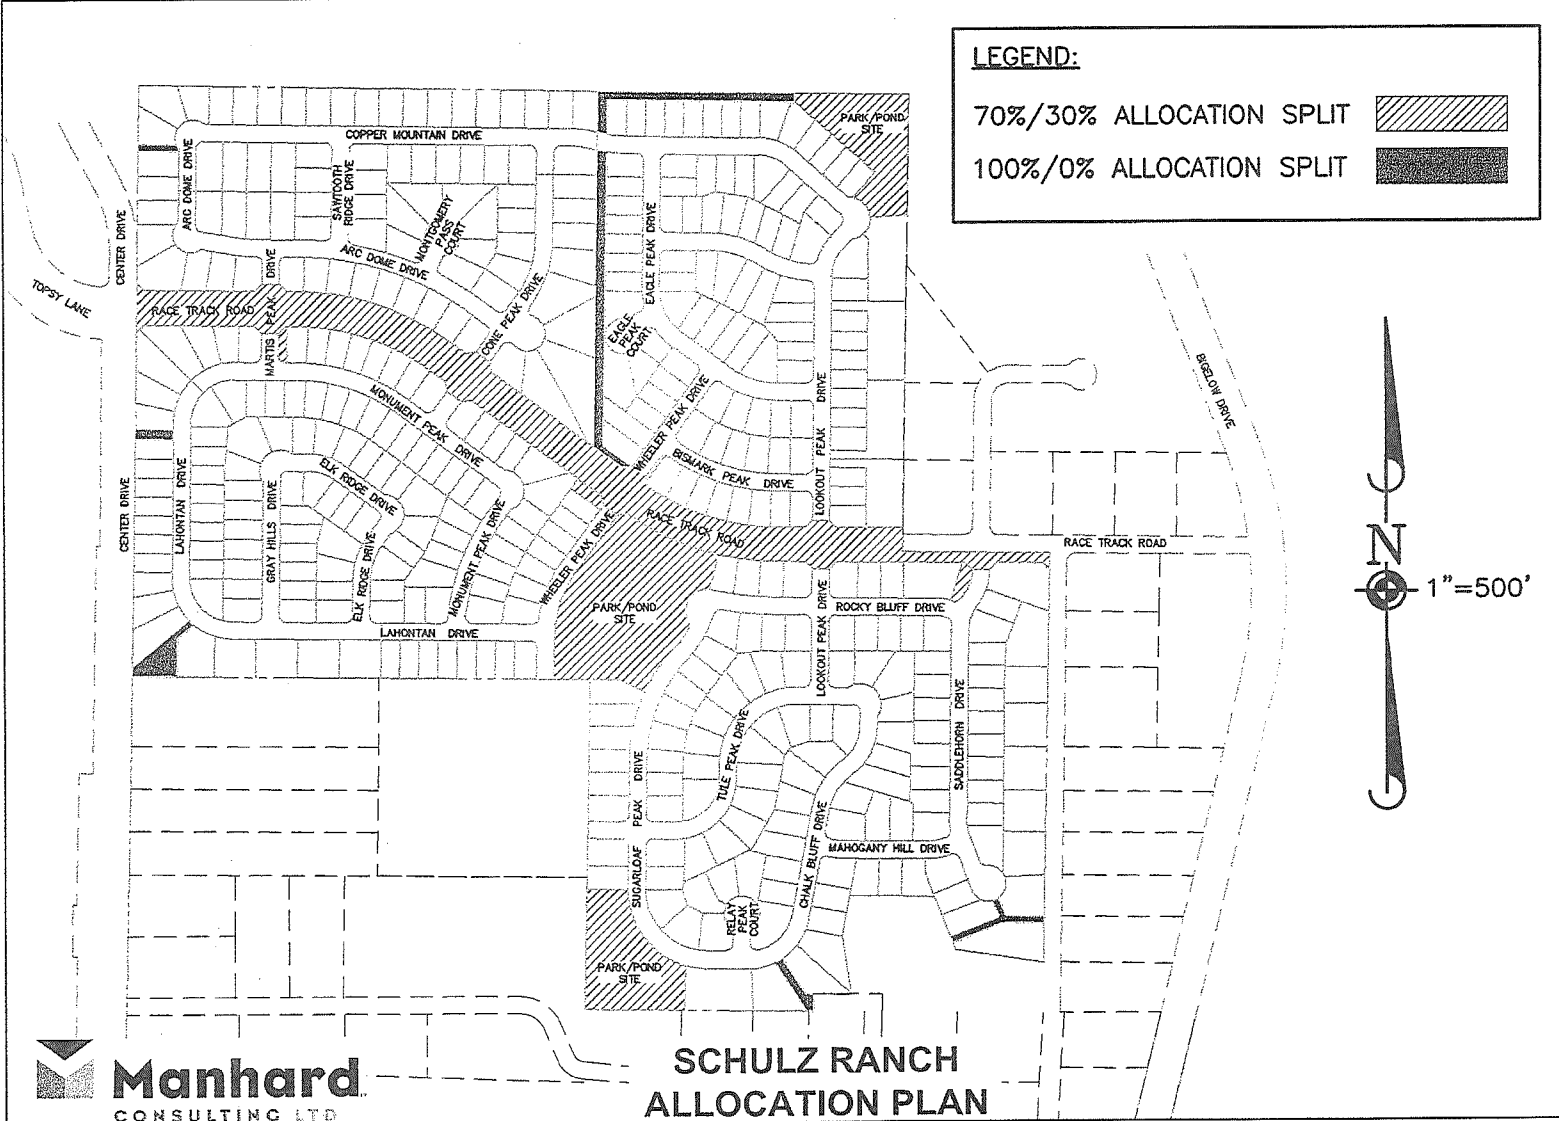 LEGEND:
70%/30% ALLOCATION SPLIT
100%/0% ALLOCATION SPLIT
PARK/POND
SITE
COPPER MOUNTAIN DRIVE
ARC DOME DRIVE
SAWTOOTH
RIDGE DRIVE
MONTGOMERY
PASS
COURT
CENTER DRIVE
TOPSY LANE
ARC DOME DRIVE
RACE TRACK ROAD
MARTIS PEAK DRIVE
CONE PEAK DRIVE
EAGLE PEAK DRIVE
EAGLE
PEAK
COURT
WHEELER PEAK DRIVE
BISMARK PEAK DRIVE
LOOKOUT PEAK DRIVE
BIGELOW DRIVE
MONUMENT PEAK DRIVE
ELK RIDGE DRIVE
GRAY HILLS DRIVE
LAHONTAN DRIVE
CENTER DRIVE
ELK RIDGE DRIVE
MONUMENT PEAK DRIVE
WHEELER PEAK DRIVE
RACE TRACK ROAD
RACE TRACK ROAD
LAHONTAN DRIVE
PARK/POND
SITE
ROCKY BLUFF DRIVE
LOOKOUT PEAK DRIVE
SADDLEHORN DRIVE
TULE PEAK DRIVE
SUGARLOAF PEAK DRIVE
CHALK BLUFF DRIVE
MAHOGANY HILL DRIVE
RELAY
PEAK
COURT
PARK/POND
SITE
N
1"=500'
Manhard
CONSULTING LTD
SCHULZ RANCH
ALLOCATION PLAN